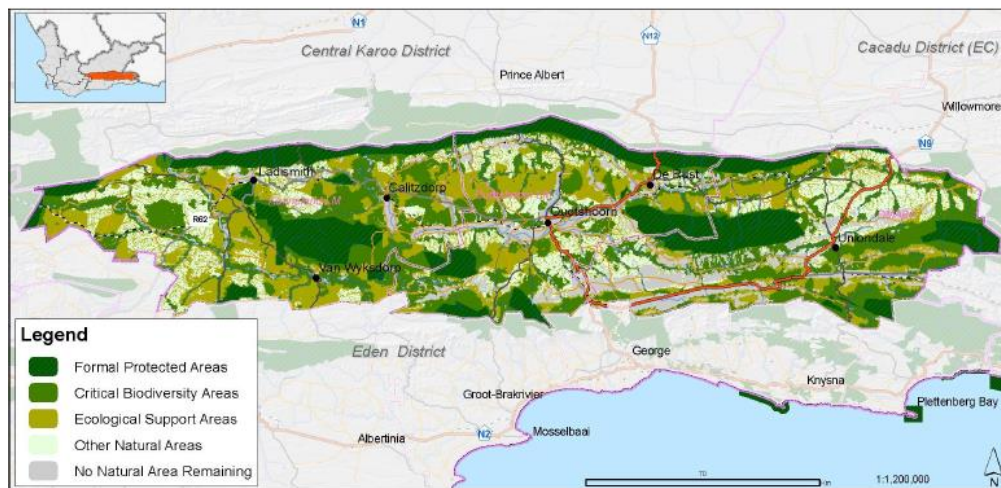 N1
N12
Central Karoo District
Cacadu District (EC)
Prince Albert
Willowmore
N9
Ladismith
De Rust
Calitzdorp
R62
Oudtshoorn
Uniondale
Van Wyksdorp
Legend
Formal Protected Areas
Critical Biodiversity Areas
Ecological Support Areas
Other Natural Areas
No Natural Area Remaining
Eden District
George
Knysna
Groot-Brakrivier
Plettenberg Bay
Albertinia
N2
Mosselbaai
70
Km
1:1,200,000
N